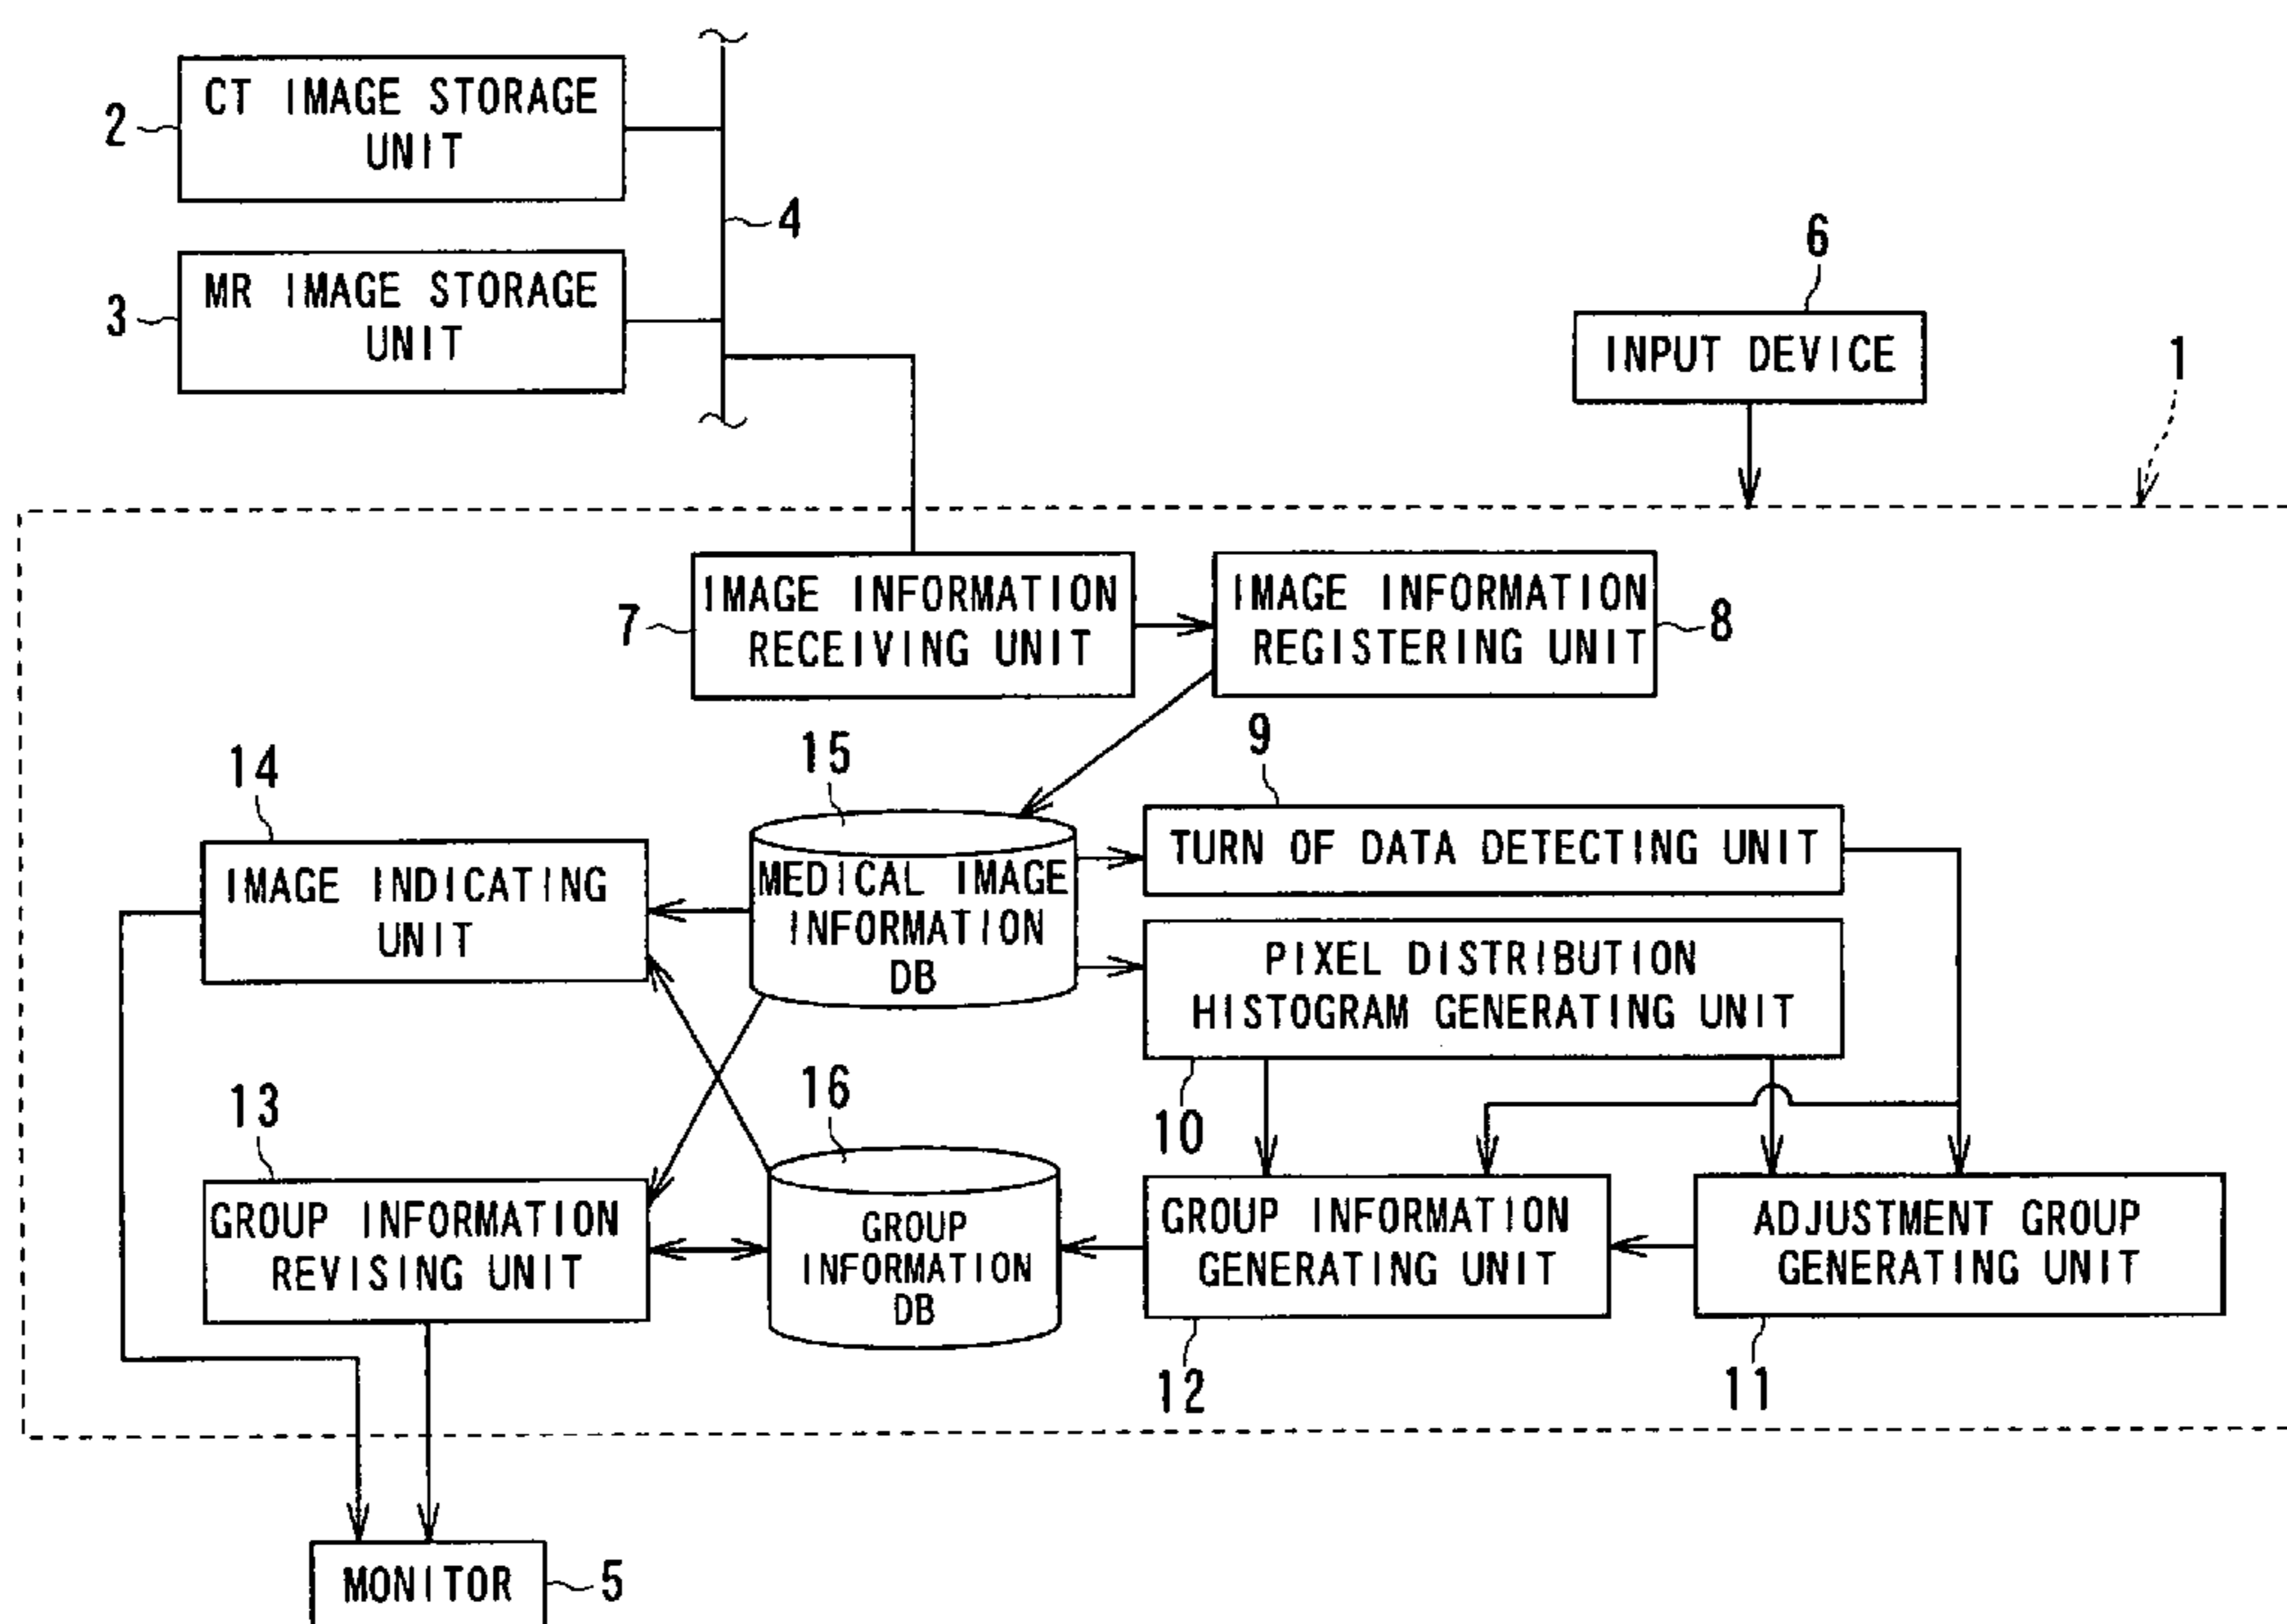 2
CT IMAGE STORAGE
UNIT
4
3
MR IMAGE STORAGE
UNIT
6
INPUT DEVICE
1
7
IMAGE INFORMATION
RECEIVING UNIT
IMAGE INFORMATION
REGISTERING UNIT
8
14
IMAGE INDICATING
UNIT
15
MEDICAL IMAGE
INFORMATION
DB
9
TURN OF DATA DETECTING UNIT
PIXEL DISTRIBUTION
HISTOGRAM GENERATING UNIT
10
13
GROUP INFORMATION
REVISING UNIT
16
GROUP
INFORMATION
DB
GROUP INFORMATION
GENERATING UNIT
12
ADJUSTMENT GROUP
GENERATING UNIT
11
MONITOR
5